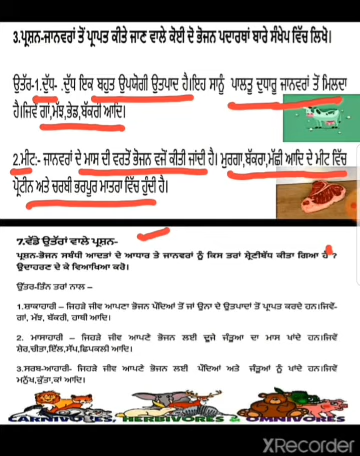 3.ਪ੍ਰਸ਼ਨ-ਜਾਨਵਰਾਂ ਤੋਂ ਪ੍ਰਾਪਤ ਕੀਤੇ ਜਾਣ ਵਾਲੇ ਕੋਈ ਦੋ ਭੋਜਨ ਪਦਾਰਥਾਂ ਬਾਰੇ ਸੰਖੇਪ ਵਿੱਚ ਲਿਖੋ।
ਉਤੱਰ-1.ਦੁੱਧ- .ਦੁੱਧ ਇਕ ਬਹੁਤ ਉਪਯੋਗੀ ਉਤਪਾਦ ਹੈ।ਇਹ ਸਾਨੂੰ ਪਾਲਤੂ ਦੁਧਾਰੂ ਜਾਨਵਰਾਂ ਤੋਂ ਮਿਲਦਾ
ਹੈ।ਜਿਵੇਂ ਗਾਂ,ਮੱਝ,ਭੇਡ,ਬੱਕਰੀ ਆਦਿ।
2.ਮੀਟ:- ਜਾਨਵਰਾਂ ਦੇ ਮਾਸ ਦੀ ਵਰਤੋਂ ਭੋਜਨ ਵਜੋਂ ਕੀਤੀ ਜਾਂਦੀ ਹੈ। ਮੁਰਗਾ,ਬੱਕਰਾ,ਮੱਛੀ ਆਦਿ ਦੇ ਮੀਟ ਵਿੱਚ
ਪ੍ਰੋਟੀਨ ਅਤੇ ਚਰਬੀ ਭਰਪੂਰ ਮਾਤਰਾ ਵਿੱਚ ਹੁੰਦੀ ਹੈ।
7.ਵੱਡੇ ਉਤੱਰਾਂ ਵਾਲੇ ਪ੍ਰਸ਼ਨ-
ਪ੍ਰਸ਼ਨ-ਭੋਜਨ ਸਬੰਧੀ ਆਦਤਾਂ ਦੇ ਆਧਾਰ ਤੇ ਜਾਨਵਰਾਂ ਨੂੰ ਕਿਸ ਤਰਾਂ ਸ਼੍ਰੇਣੀਬੱਧ ਕੀਤਾ ਗਿਆ ਹੈ ?
ਉਦਾਹਰਣ ਦੇ ਕੇ ਵਿਆਖਿਆ ਕਰੋ।
ਉੱਤਰ-ਤਿੰਨ ਤਰਾਂ ਨਾਲ –
1.ਸ਼ਾਕਾਹਾਰੀ – ਜਿਹੜੇ ਜੀਵ ਆਪਣਾ ਭੋਜਨ ਪੌਦਿਆਂ ਤੋਂ ਜਾਂ ਉਨਾ ਦੇ ਉਤਪਾਦਾਂ ਤੋਂ ਪ੍ਰਾਪਤ ਕਰਦੇ ਹਨ।ਜਿਵੇਂ-
ਗਾਂ, ਮੱਝ, ਬੱਕਰੀ, ਹਾਥੀ ਆਦਿ।
2. ਮਾਸਾਹਾਰੀ – ਜਿਹੜੇ ਜੀਵ ਆਪਣੇ ਭੋਜਨ ਲਈ ਦੂਜੇ ਜੰਤੂਆ ਦਾ ਮਾਸ ਖਾਂਦੇ ਹਨ।ਜਿਵੇਂ
ਸ਼ੇਰ,ਚੀਤਾ,ਇੱਲ,ਸੱਪ,ਛਿਪਕਲੀ ਆਦਿ।
3.ਸਰਬ-ਆਹਾਰੀ- ਜਿਹੜੇ ਜੀਵ ਆਪਣੇ ਭੋਜਨ ਲਈ ਪੌਦਿਆਂ ਅਤੇ ਜੰਤੂਆਂ ਨੂੰ ਖਾਂਦੇ ਹਨ।ਜਿਵੇਂ
ਮਨੁੱਖ,ਕੁੱਤਾ,ਕਾਂ ਆਦਿ।
CARNIVORES, HERBIVORES & OMNIVORES
XRecorder